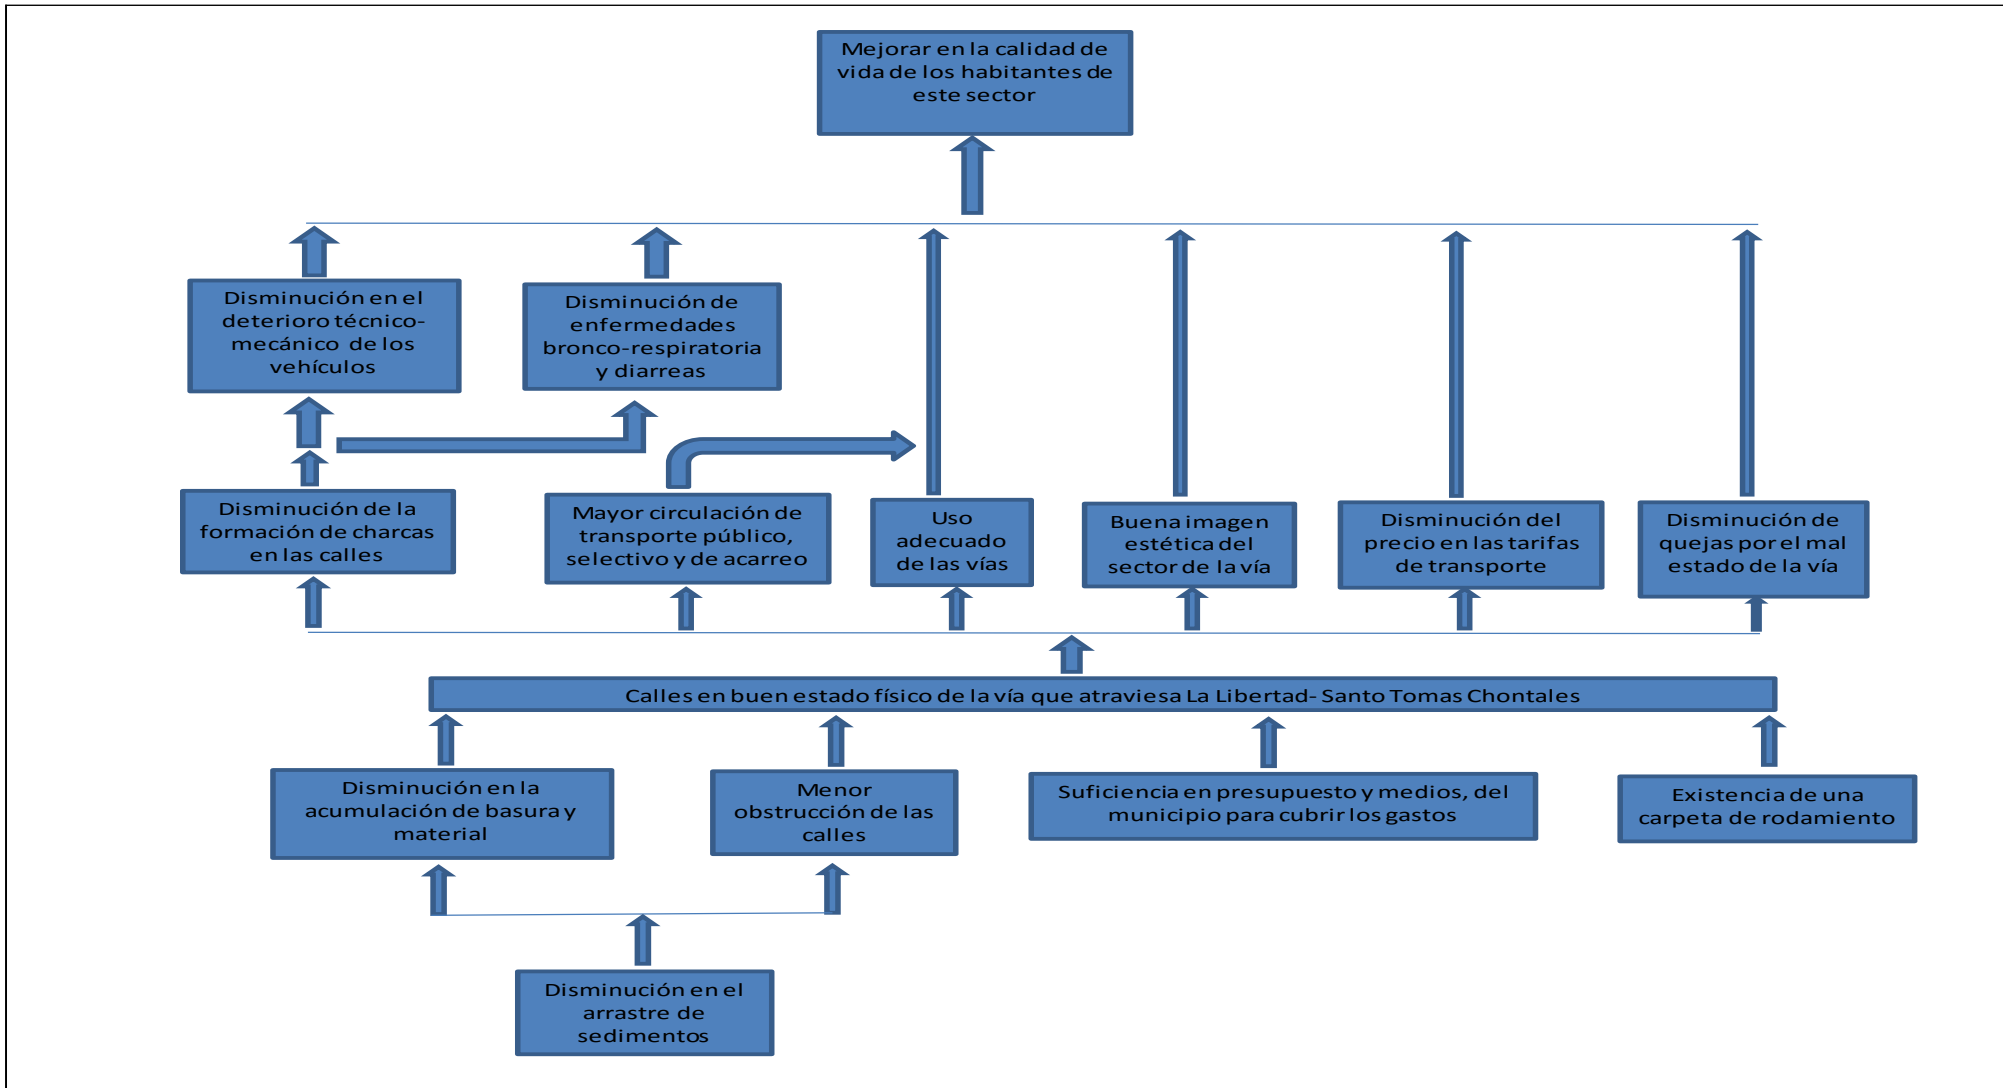 Mejorar en la calidad de
vida de los habitantes de
este sector
Disminución en el
deterioro técnico-
mecánico de los
vehículos
Disminución de
enfermedades
bronco-respiratoria
y diarreas
Disminución de la
formación de charcas
en las calles
Mayor circulación de
transporte público,
selectivo y de acarreo
Uso
adecuado
de las vías
Buena imagen
estética del
sector de la vía
Disminución del
precio en las tarifas
de transporte
Disminución de
quejas por el mal
estado de la vía
Calles en buen estado físico de la vía que atraviesa La Libertad- Santo Tomas Chontales
Disminución en la
acumulación de basura y
material
Menor
obstrucción de las
calles
Suficiencia en presupuesto y medios, del
municipio para cubrir los gastos
Existencia de una
carpeta de rodamiento
Disminución en el
arrastre de
sedimentos